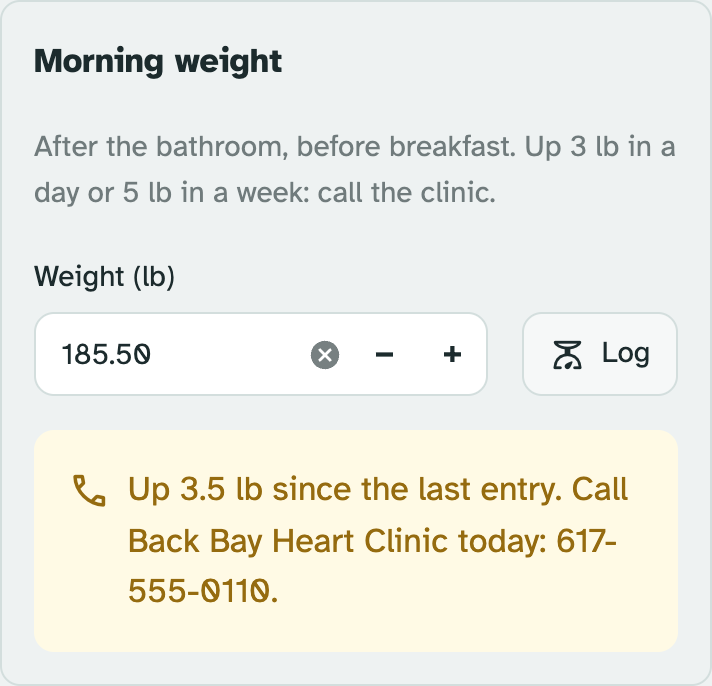 Morning weight
After the bathroom, before breakfast. Up 3 lb in a
day or 5 lb in a week: call the clinic.
Weight (lb)
185.50
Log
Up 3.5 lb since the last entry. Call
Back Bay Heart Clinic today: 617-
555-0110.